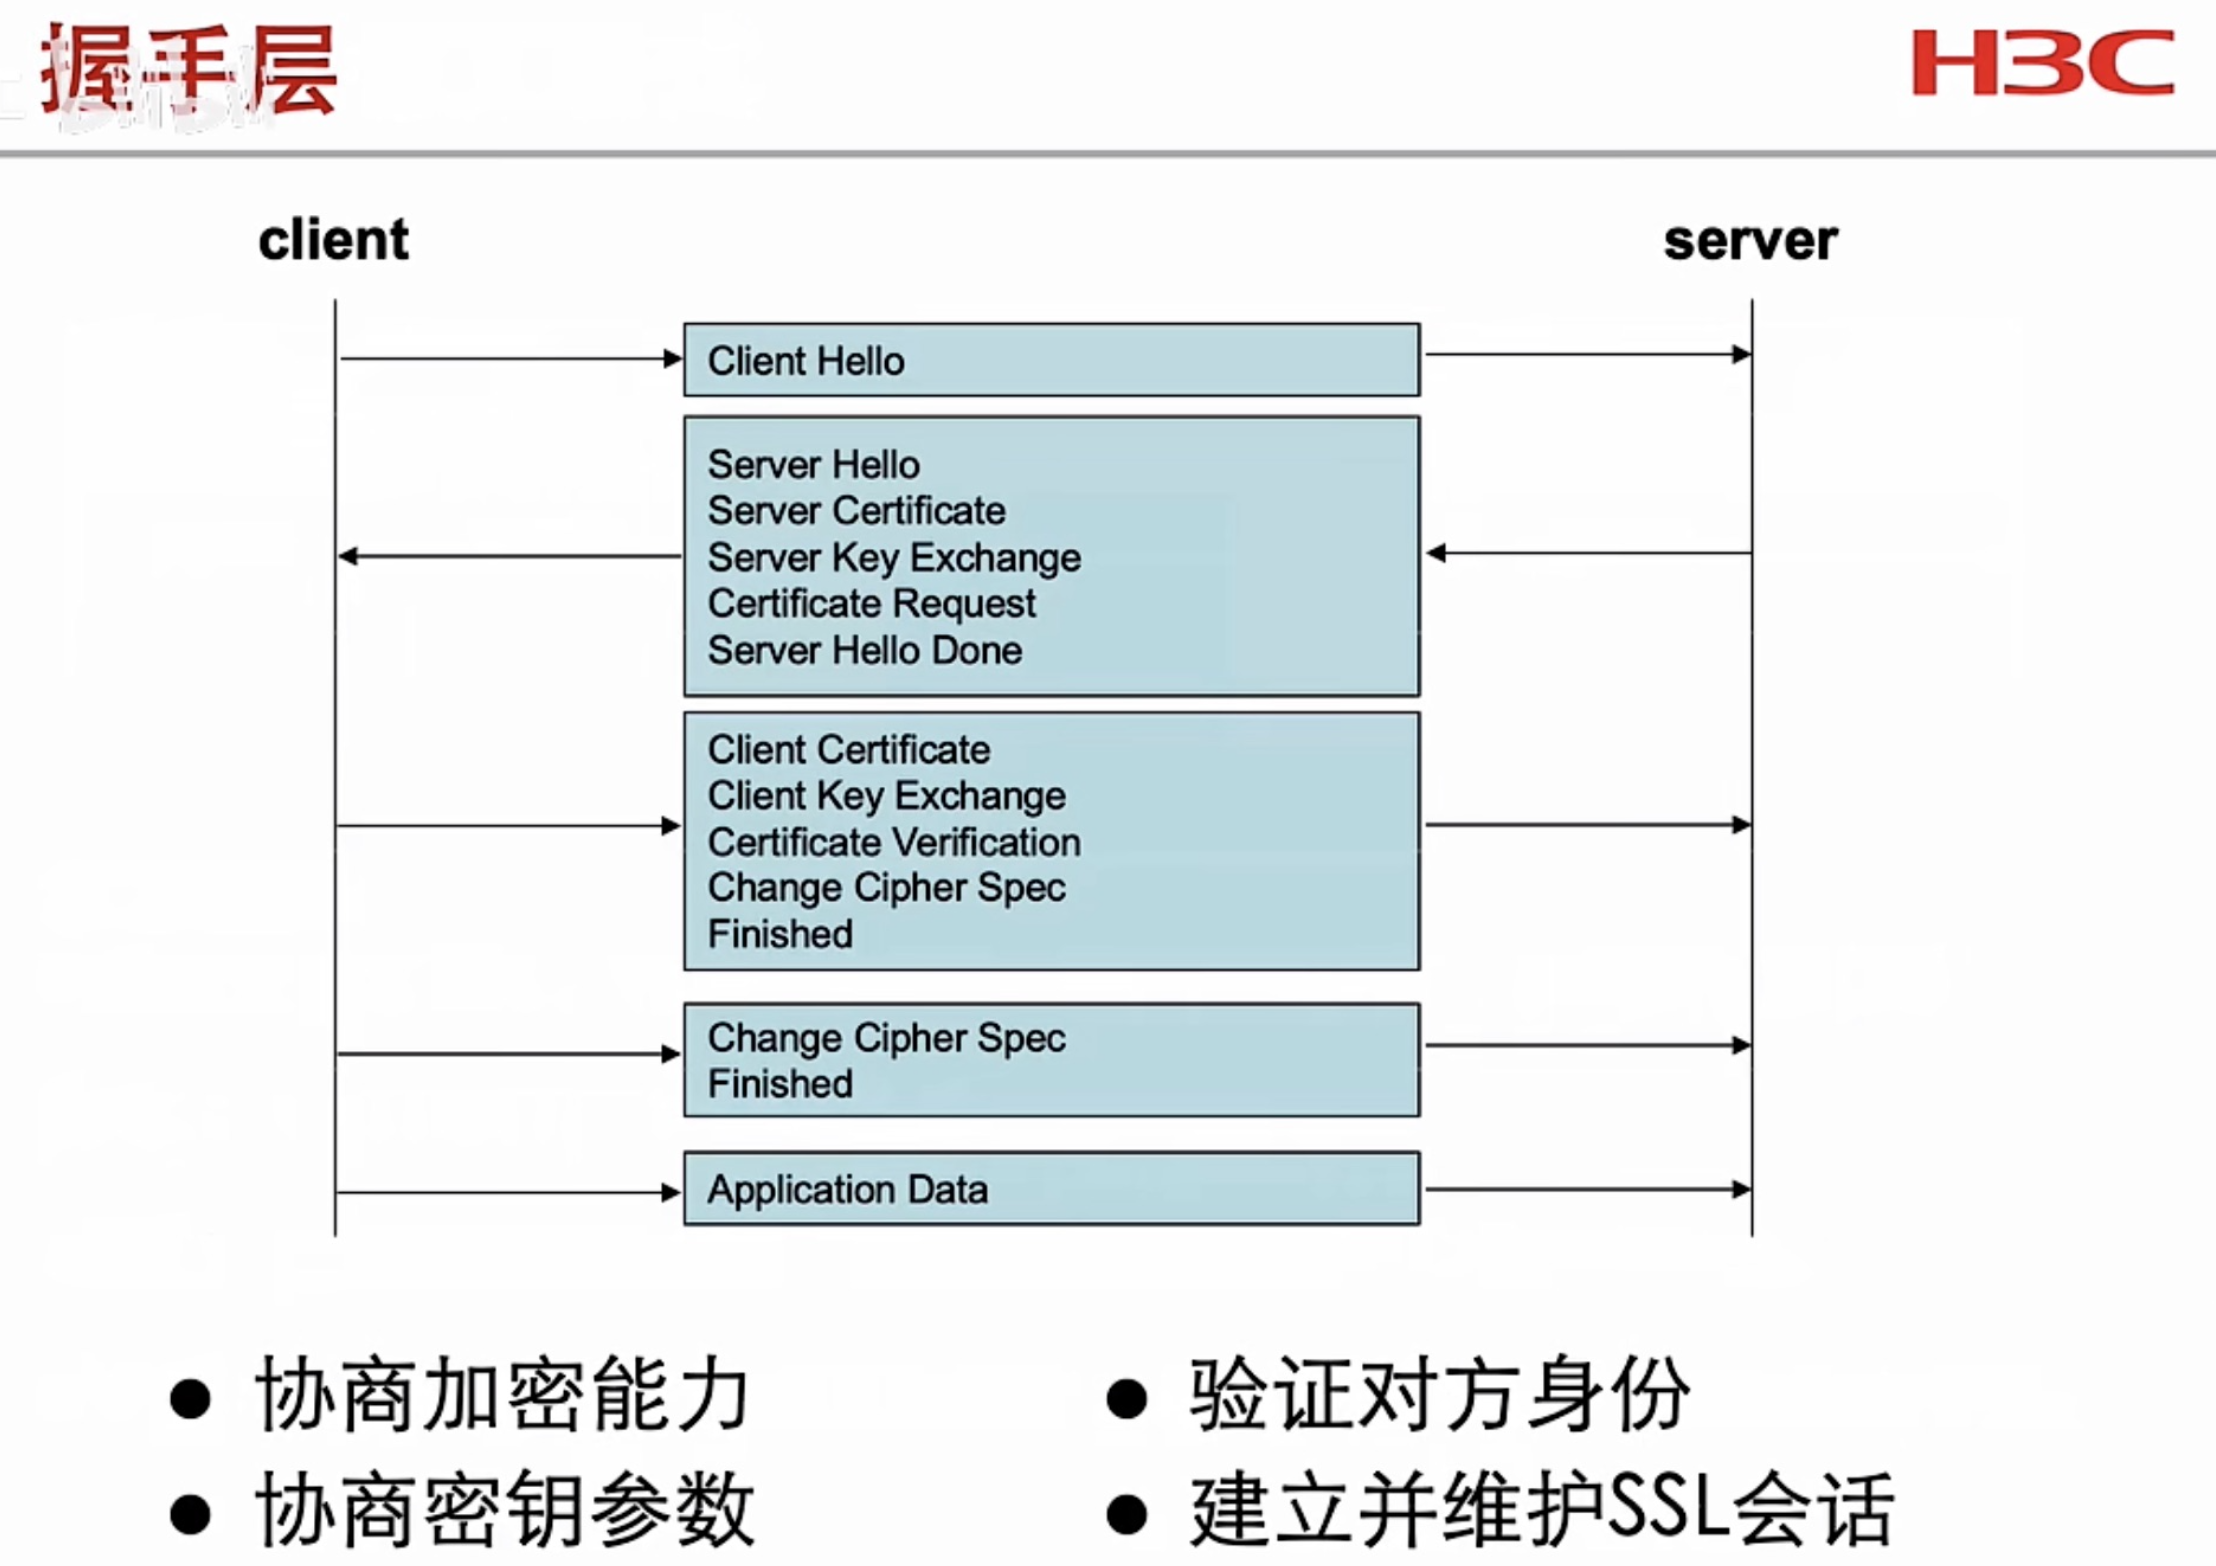 握手层
H3C
client
server
Client Hello
Server Hello
Server Certificate
Server Key Exchange
Certificate Request
Server Hello Done
Client Certificate
Client Key Exchange
Certificate Verification
Change Cipher Spec
Finished
Change Cipher Spec
Finished
Application Data
● 协商加密能力
● 验证对方身份
● 协商密钥参数
● 建立并维护SSL会话